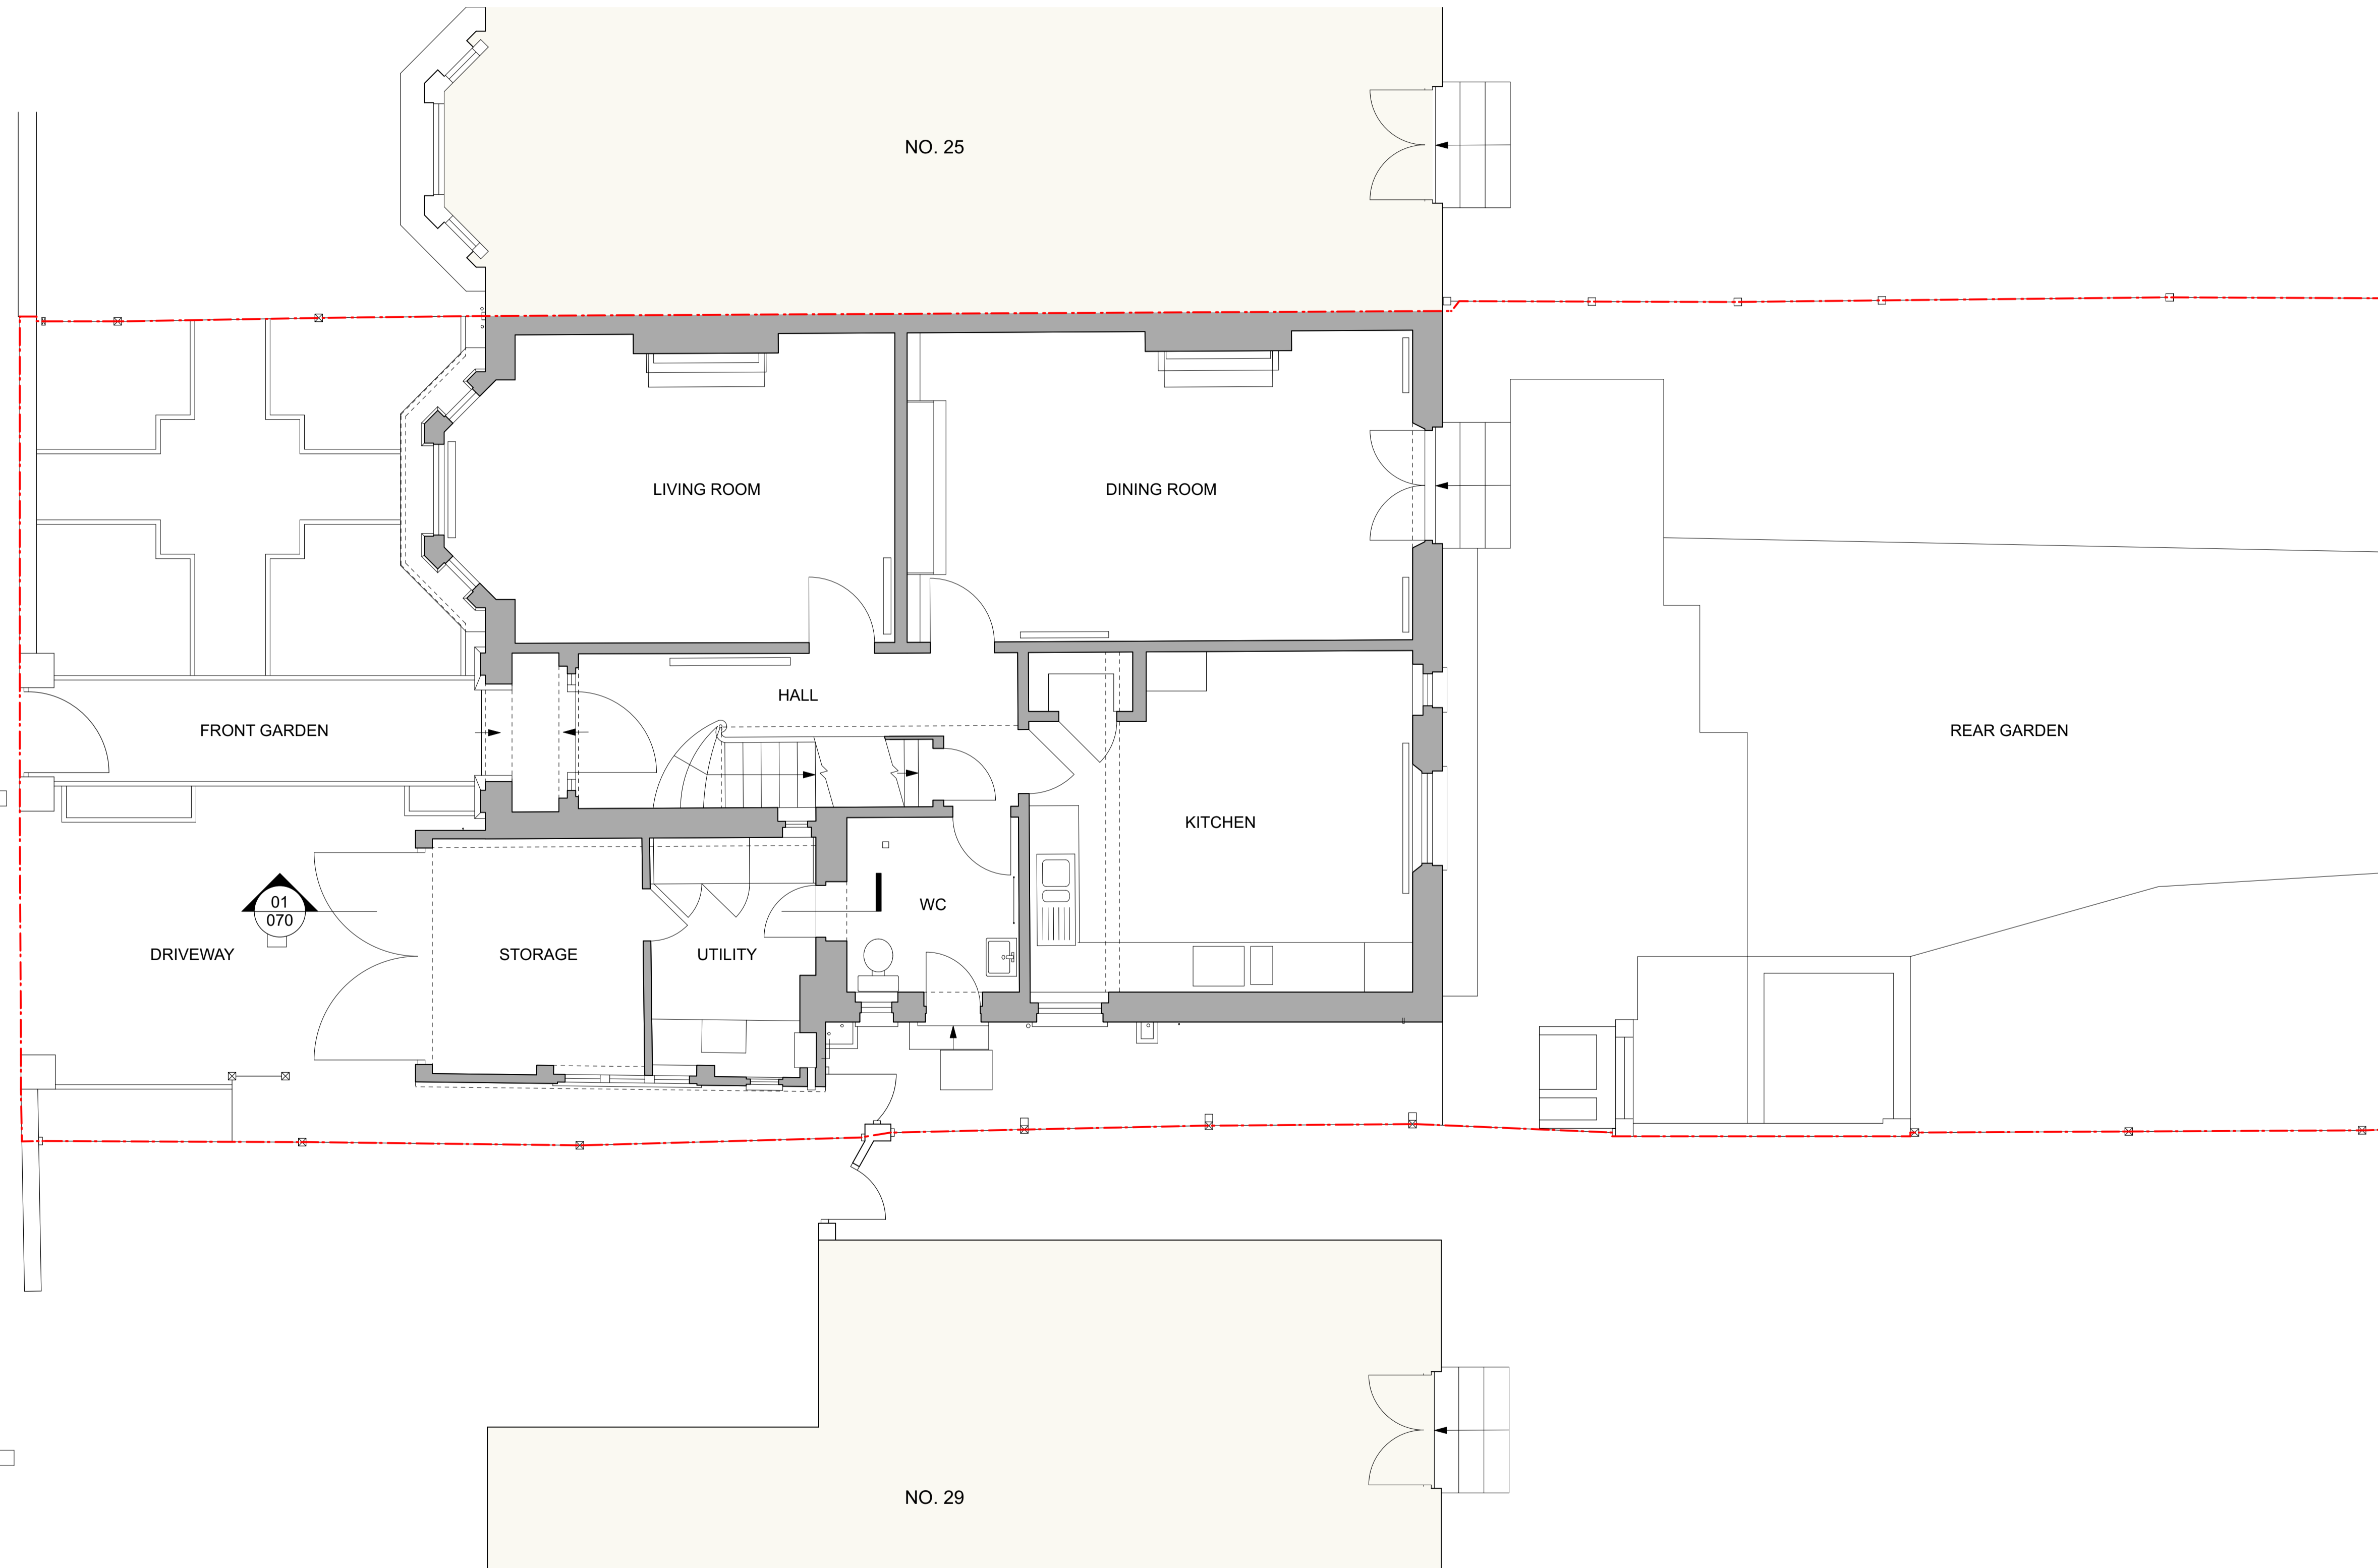 NO. 25
LIVING ROOM
DINING ROOM
HALL
FRONT GARDEN
REAR GARDEN
KITCHEN
01
070
WC
DRIVEWAY
STORAGE
UTILITY
NO. 29